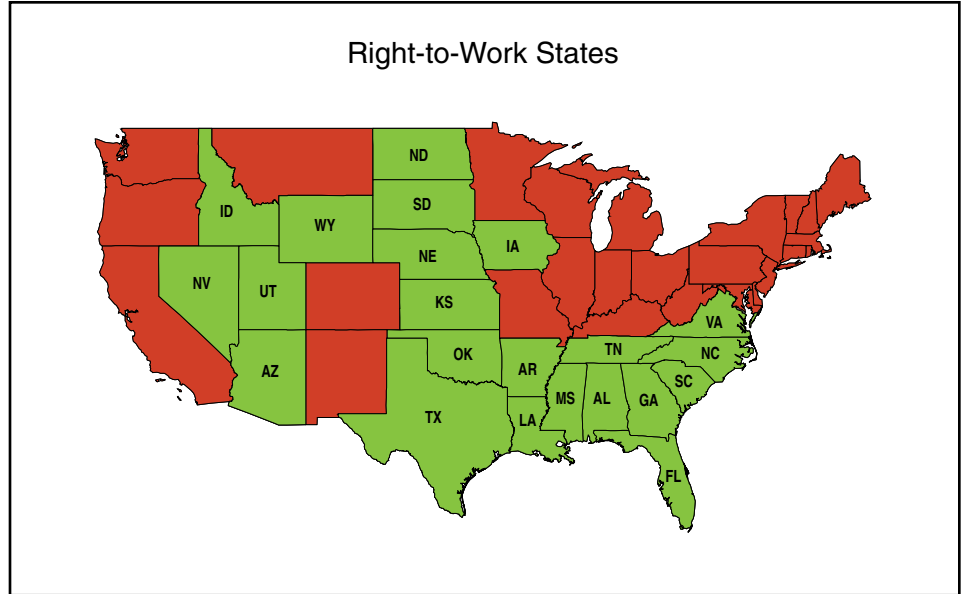 Right-to-Work States
ND
ID
SD
WY
IA
NE
NV
UT
KS
VA
TN
NC
OK
AZ
AR
SC
MS
AL
GA
TX
LA
FL